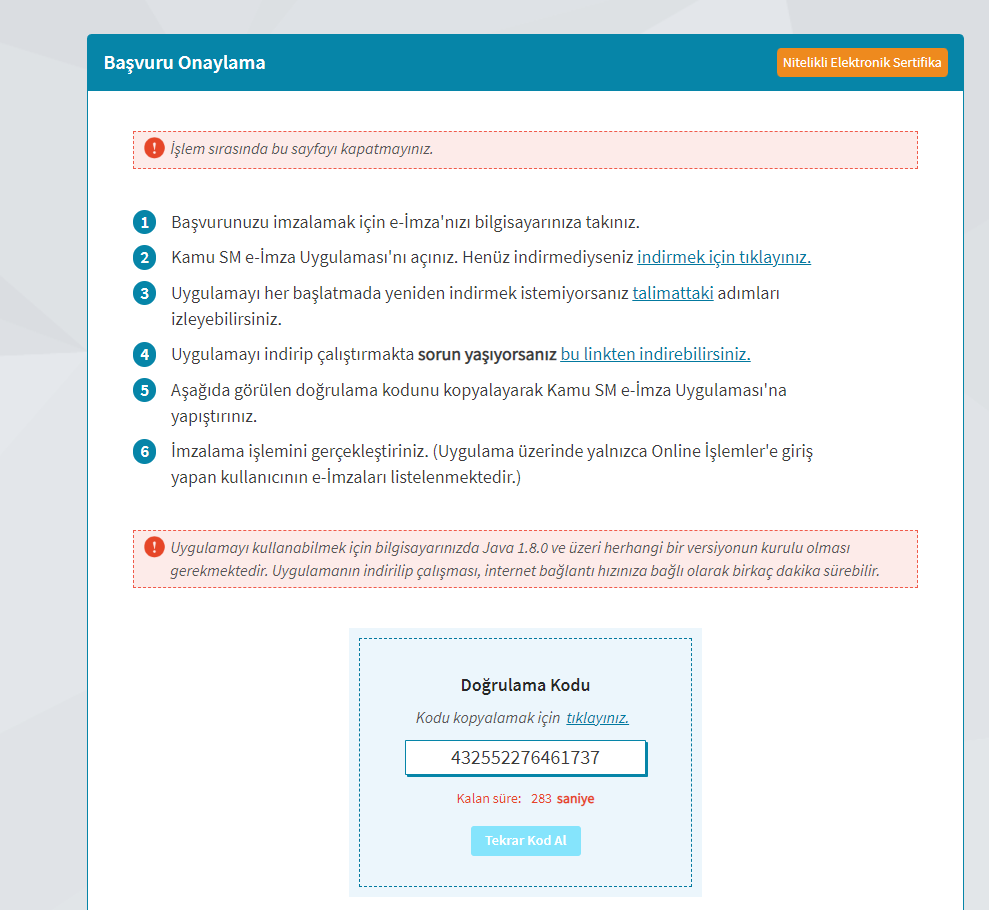 Başvuru Onaylama
Nitelikli Elektronik Sertifika
! İşlem sırasında bu sayfayı kapatmayınız.
1 Başvurunuzu imzalamak için e-İmza'nızı bilgisayarınıza takınız.
2 Kamu SM e-İmza Uygulaması'nı açınız. Henüz indirmediyseniz indirmek için tıklayınız.
3 Uygulamayı her başlatmada yeniden indirmek istemiyorsanız talimattaki adımları
izleyebilirsiniz.
4 Uygulamayı indirip çalıştırmakta sorun yaşıyorsanız bu linkten indirebilirsiniz.
5 Aşağıda görülen doğrulama kodunu kopyalayarak Kamu SM e-İmza Uygulaması'na
yapıştırınız.
6 İmzalama işlemini gerçekleştiriniz. (Uygulama üzerinde yalnızca Online İşlemler'e giriş
yapan kullanıcının e-İmzaları listelenmektedir.)
! Uygulamayı kullanabilmek için bilgisayarınızda Java 1.8.0 ve üzeri herhangi bir versiyonun kurulu olması
gerekmektedir. Uygulamanın indirilip çalışması, internet bağlantı hızınıza bağlı olarak birkaç dakika sürebilir.
Doğrulama Kodu
Kodu kopyalamak için tıklayınız.
432552276461737
Kalan süre: 283 saniye
Tekrar Kod Al